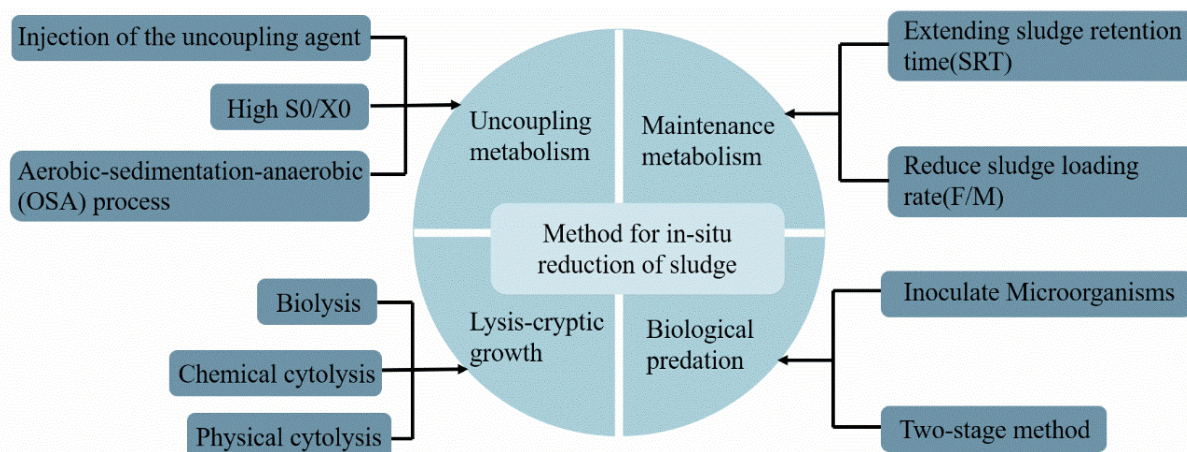 Injection of the uncoupling agent
High S0/X0
Aerobic-sedimentation-anaerobic
(OSA) process
Uncoupling
metabolism
Maintenance
metabolism
Extending sludge retention
time(SRT)
Reduce sludge loading
rate(F/M)
Method for in-situ
reduction of sludge
Biolysis
Chemical cytolysis
Physical cytolysis
Lysis-cryptic
growth
Biological
predation
Inoculate Microorganisms
Two-stage method